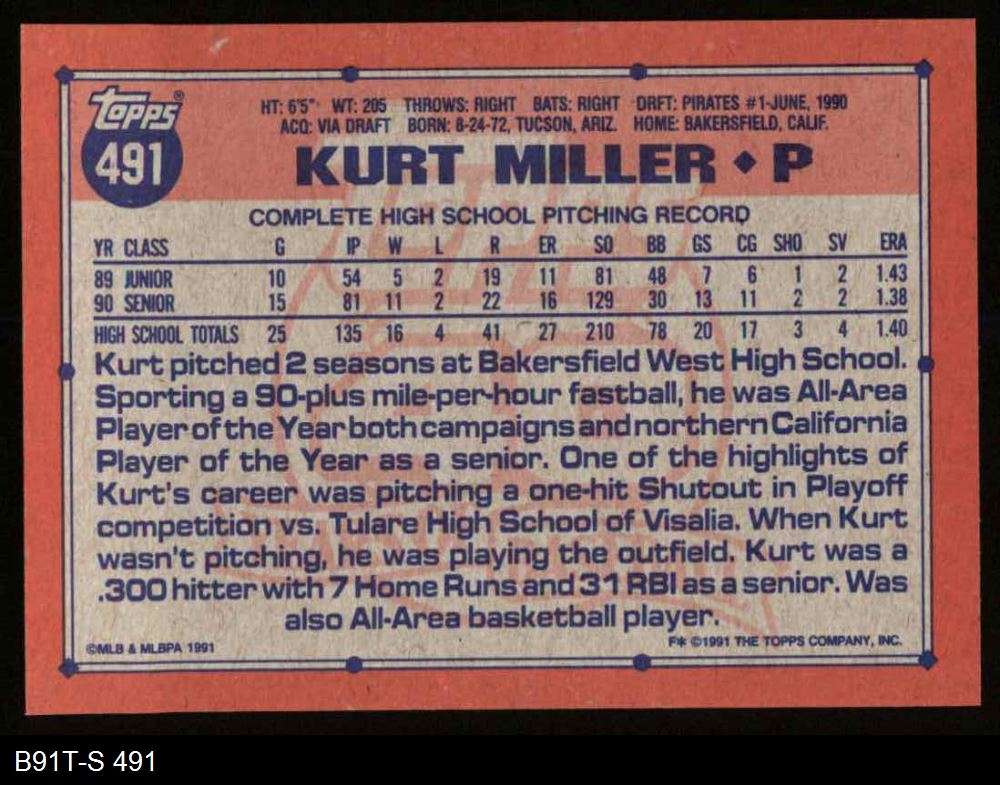 topps®
491
HT: 6'5" WT: 205 THROWS: RIGHT BATS: RIGHT DRFT: PIRATES #1-JUNE, 1990
ACQ: VIA DRAFT BORN: 8-24-72, TUCSON, ARIZ. HOME: BAKERSFIELD, CALIF.
KURT MILLER ◆ P
COMPLETE HIGH SCHOOL PITCHING RECORD
YR CLASS G IP W L R ER SO BB GS CG SHO SV ERA
89 JUNIOR 10 54 5 2 19 11 81 48 7 6 1 2 1.43
90 SENIOR 15 81 11 2 22 16 129 30 13 11 2 2 1.38
HIGH SCHOOL TOTALS 25 135 16 4 41 27 210 78 20 17 3 4 1.40
Kurt pitched 2 seasons at Bakersfield West High School.
Sporting a 90-plus mile-per-hour fastball, he was All-Area
Player of the Year both campaigns and northern California
Player of the Year as a senior. One of the highlights of
Kurt's career was pitching a one-hit Shutout in Playoff
competition vs. Tulare High School of Visalia. When Kurt
wasn't pitching, he was playing the outfield. Kurt was a
.300 hitter with 7 Home Runs and 31 RBI as a senior. Was
also All-Area basketball player.
©MLB & MLBPA 1991
F* ©1991 THE TOPPS COMPANY, INC.
B91T-S 491